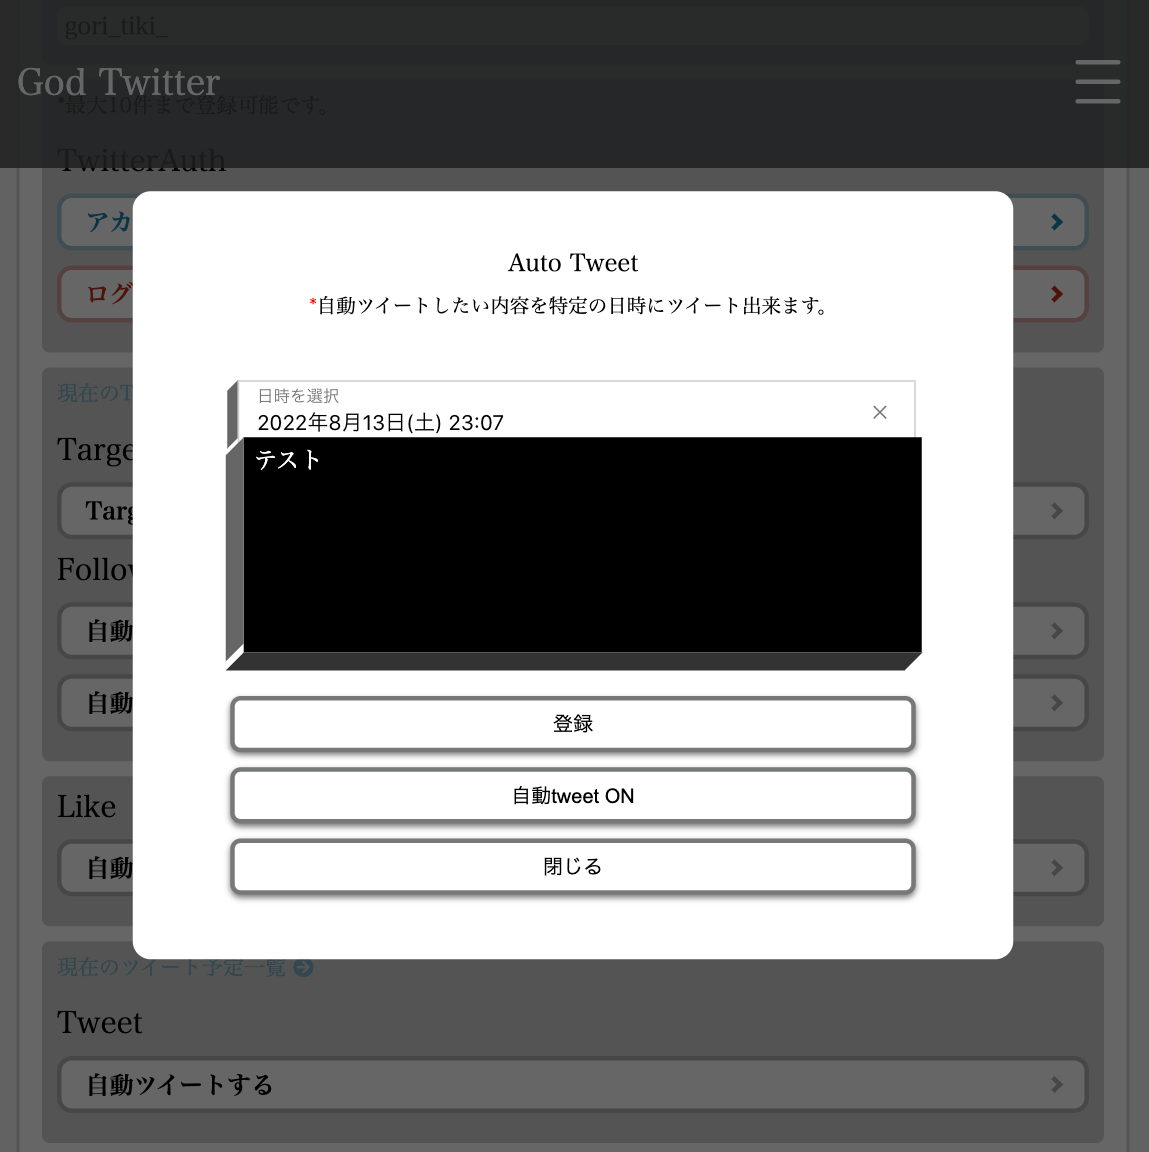 gori_tiki_
God Twitter
*最大10件まで登録可能です。
TwitterAuth
アカ
ログ
Auto Tweet
*自動ツイートしたい内容を特定の日時にツイート出来ます。
現在のT
日時を選択
2022年8月13日(土) 23:07
Targe
テスト
Targ
Follow
自動
自動
登録
自動tweet ON
Like
自動
閉じる
現在のツイート予定一覧
Tweet
自動ツイートする